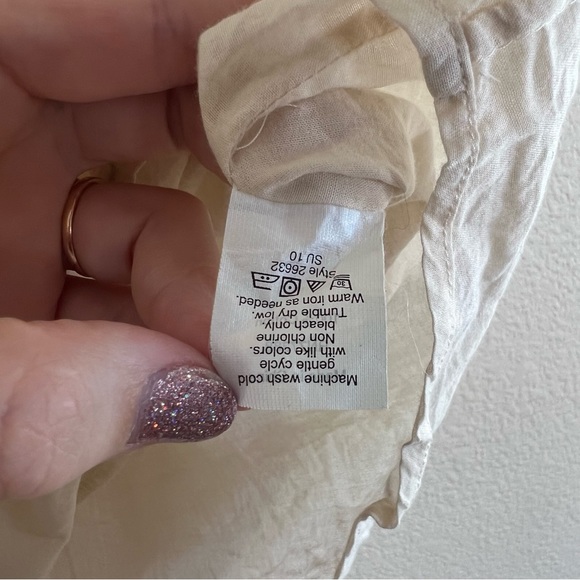 Machine wash cold
gentle cycle
with like colors.
Non chlorine
bleach only.
Tumble dry low.
Warm iron as needed.
30
Style 26632
SU 10